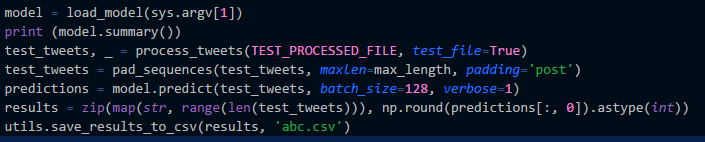 model = load_model(sys.argv[1])
print (model.summary())
test_tweets, _ = process_tweets(TEST_PROCESSED_FILE, test_file=True)
test_tweets = pad_sequences(test_tweets, maxlen=max_length, padding='post')
predictions = model.predict(test_tweets, batch_size=128, verbose=1)
results = zip(map(str, range(len(test_tweets))), np.round(predictions[:, 0]).astype(int))
utils.save_results_to_csv(results, 'abc.csv')